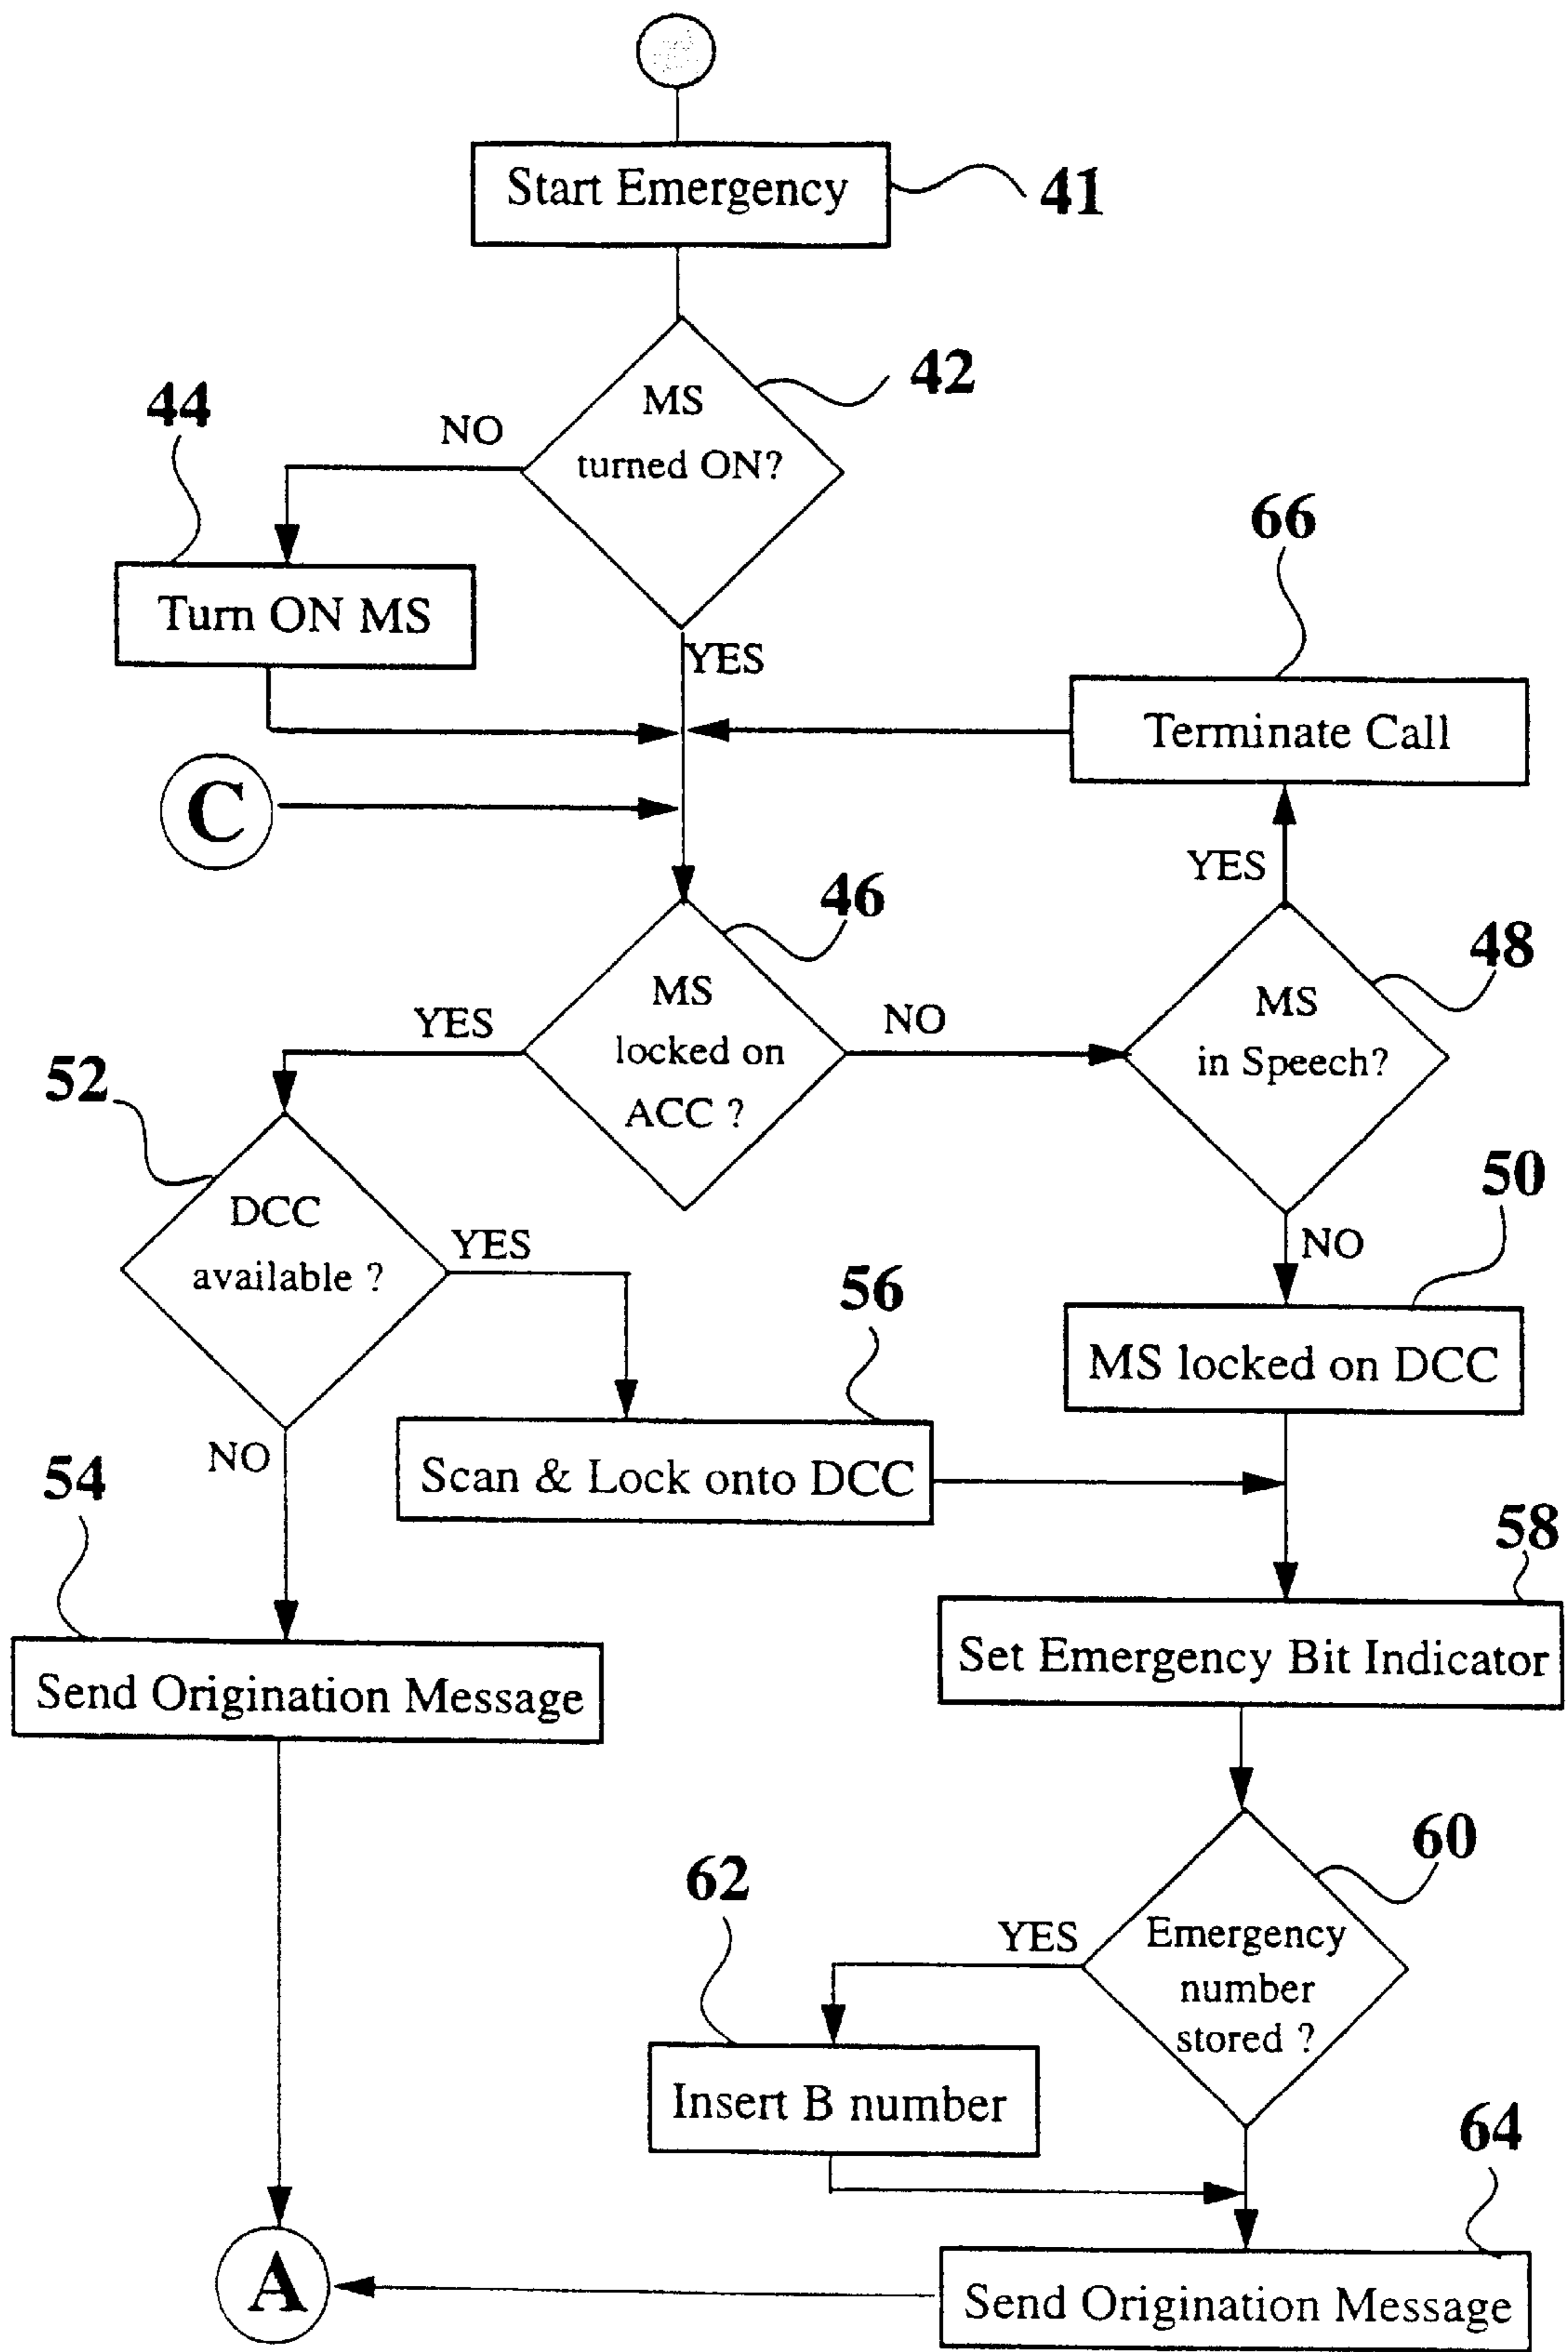 Start Emergency
41
MS
turned ON?
42
NO
44
Turn ON MS
YES
66
Terminate Call
C
YES
46
MS
locked on
ACC ?
YES
NO
48
MS
in Speech?
52
DCC
available ?
YES
NO
50
MS locked on DCC
56
Scan & Lock onto DCC
NO
54
Send Origination Message
58
Set Emergency Bit Indicator
60
Emergency
number
stored ?
YES
62
Insert B number
64
Send Origination Message
A